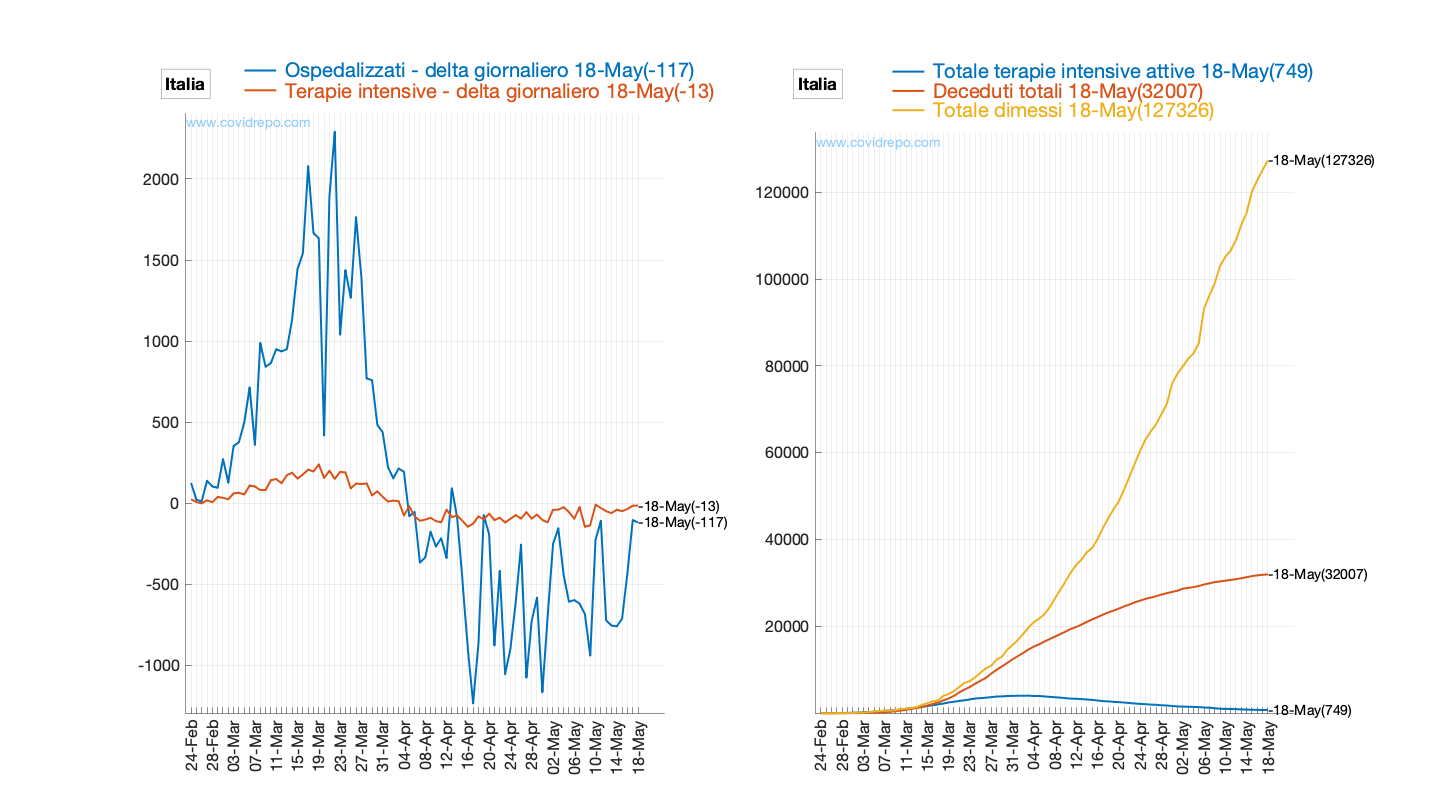 Italia
Ospedalizzati - delta giornaliero 18-May(-117)
Terapie intensive - delta giornaliero 18-May(-13)
www.covidrepo.com
2000
1500
1000
500
0
-500
-1000
18-May(-13)
18-May(-117)
24-Feb
28-Feb
03-Mar
07-Mar
11-Mar
15-Mar
19-Mar
23-Mar
27-Mar
31-Mar
04-Apr
08-Apr
12-Apr
16-Apr
20-Apr
24-Apr
28-Apr
02-May
06-May
10-May
14-May
18-May
Italia
Totale terapie intensive attive 18-May(749)
Deceduti totali 18-May(32007)
Totale dimessi 18-May(127326)
www.covidrepo.com
120000
100000
80000
60000
40000
20000
18-May(127326)
18-May(32007)
18-May(749)
24-Feb
28-Feb
03-Mar
07-Mar
11-Mar
15-Mar
19-Mar
23-Mar
27-Mar
31-Mar
04-Apr
08-Apr
12-Apr
16-Apr
20-Apr
24-Apr
28-Apr
02-May
06-May
10-May
14-May
18-May